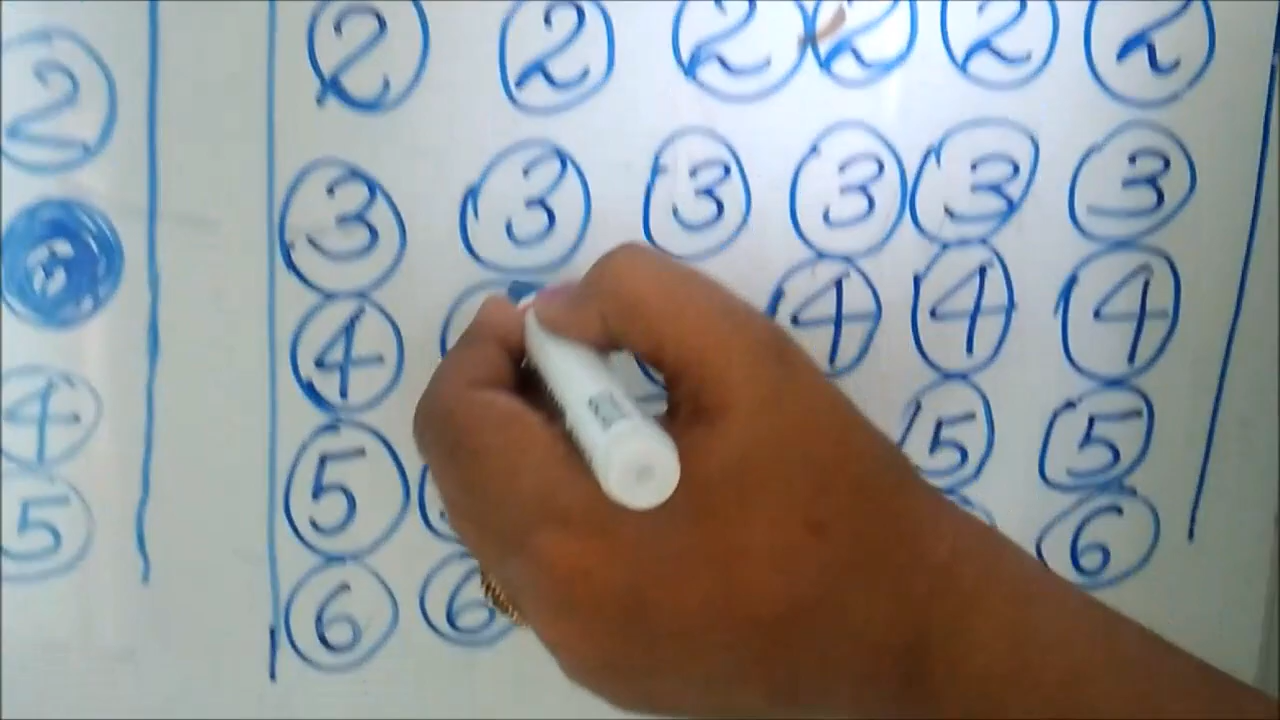 2 2 2 2 2 2
2
3 3 3 3 3 3
4 4 4 4
4
5 5 5
5
6 6 6